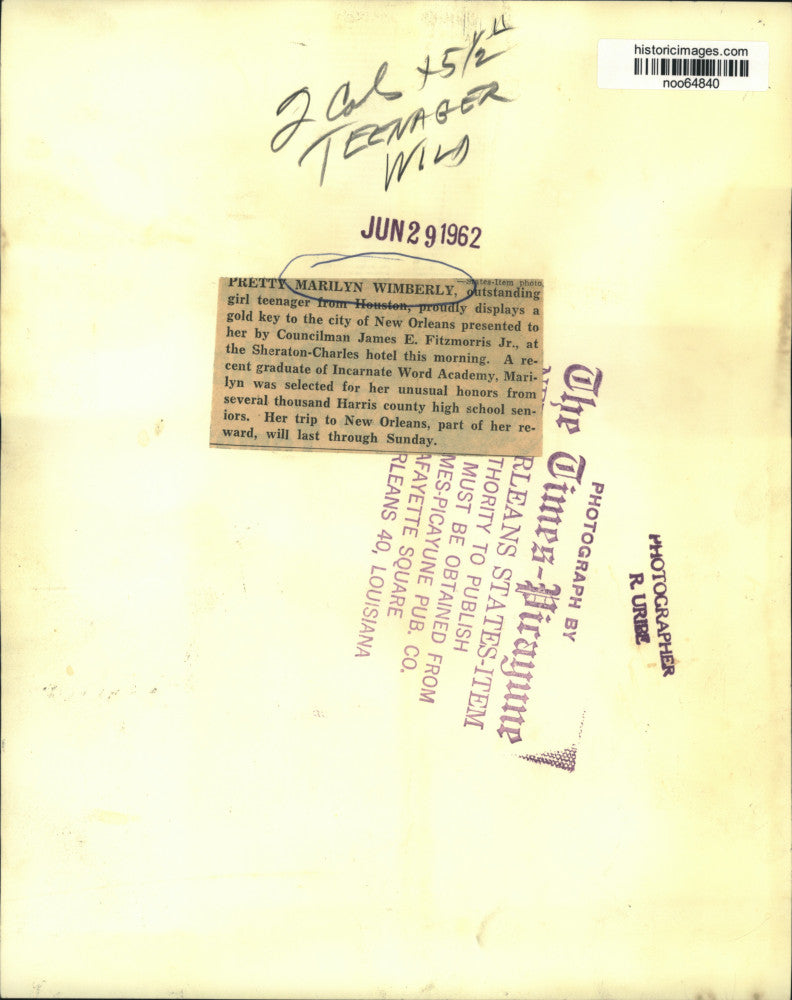 historicimages.com
noo64840
2 Cols x 5 1/2"
TEENAGER
WILD
JUN 29 1962
—States-Item photo.
PRETTY MARILYN WIMBERLY, outstanding
girl teenager from Houston, proudly displays a
gold key to the city of New Orleans presented to
her by Councilman James E. Fitzmorris Jr., at
the Sheraton-Charles hotel this morning. A re-
cent graduate of Incarnate Word Academy, Mari-
lyn was selected for her unusual honors from
several thousand Harris county high school sen-
iors. Her trip to New Orleans, part of her re-
ward, will last through Sunday.
PHOTOGRAPH BY
The Times-Picayune
RLEANS STATES-ITEM
THORITY TO PUBLISH
MUST BE OBTAINED FROM
MES-PICAYUNE PUB. CO.
AFAYETTE SQUARE
RLEANS 40, LOUISIANA
PHOTOGRAPHER
R. URIBE